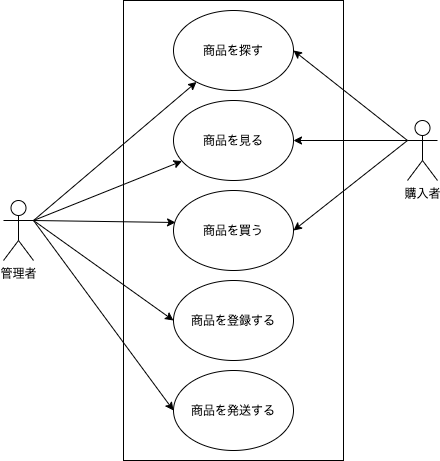 商品を探す
商品を見る
購入者
商品を買う
管理者
商品を登録する
商品を発送する